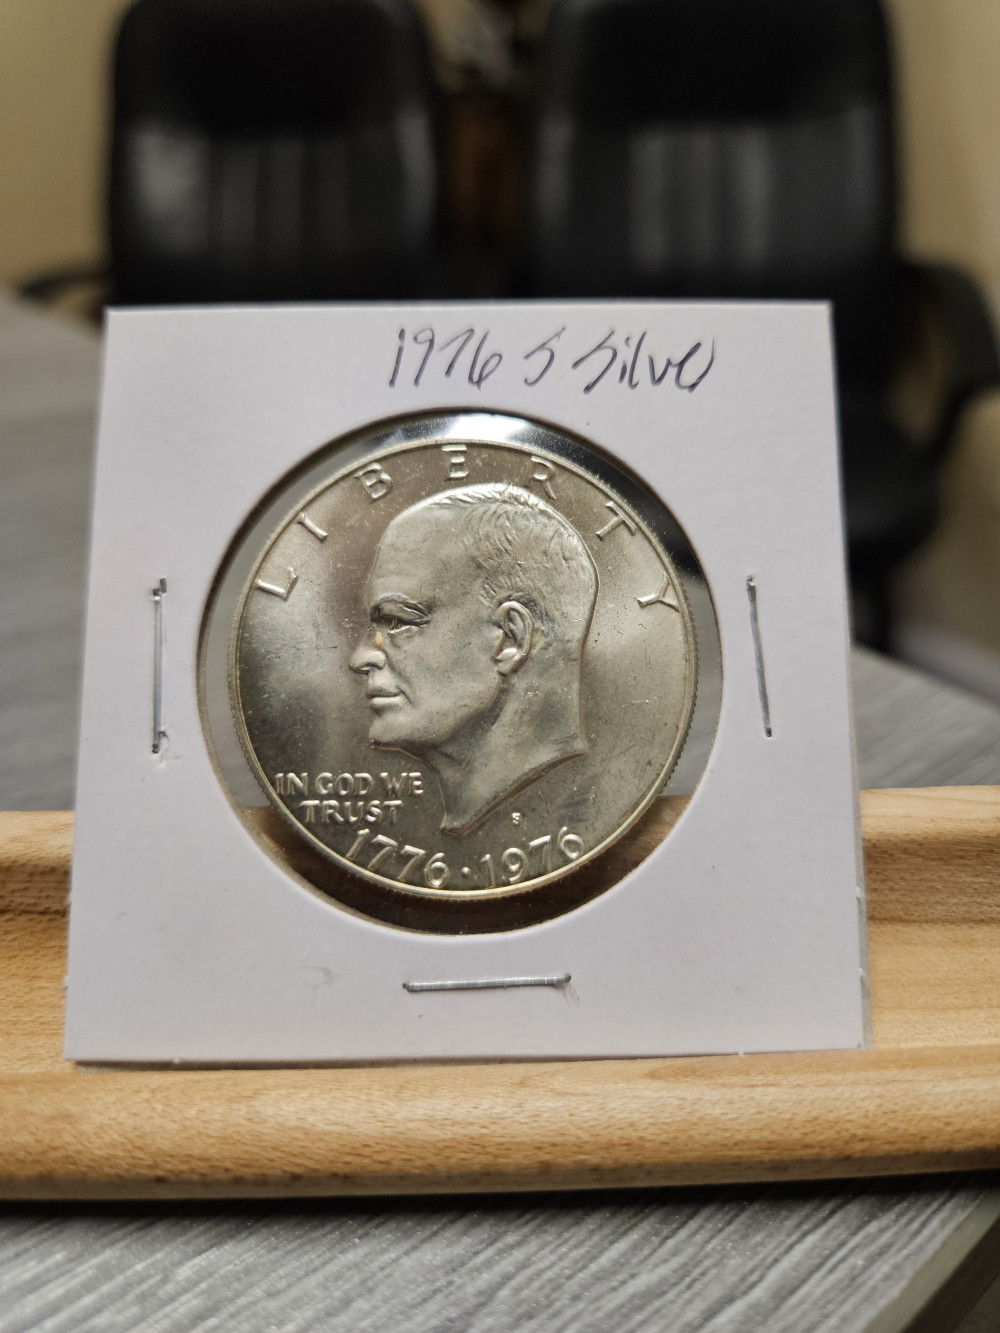 1976 S Silver
LIBERTY
IN GOD WE
TRUST
S
1776 · 1976